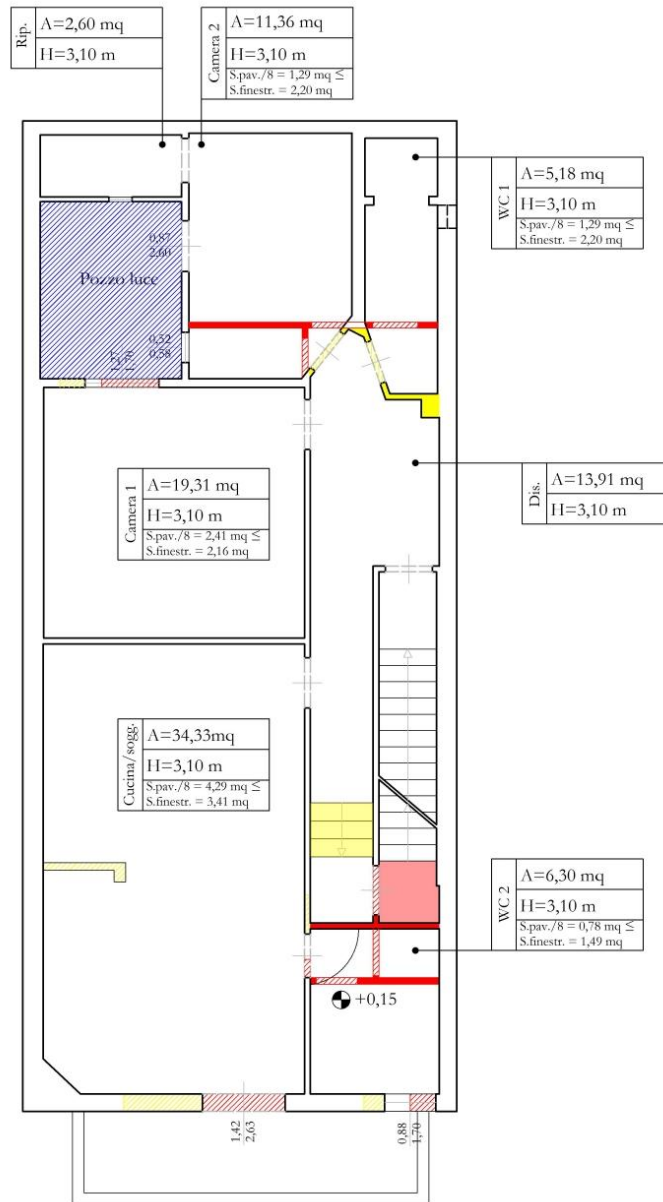 Rip.
A=2,60 mq
H=3,10 m
Camera 2
A=11,36 mq
H=3,10 m
S.pav./8 = 1,29 mq ≤
S.finestr. = 2,20 mq
WC 1
A=5,18 mq
H=3,10 m
S.pav./8 = 1,29 mq ≤
S.finestr. = 2,20 mq
0,87
2,60
Pozzo luce
0,52
0,58
1,27
1,70
Camera 1
A=19,31 mq
H=3,10 m
S.pav./8 = 2,41 mq ≤
S.finestr. = 2,16 mq
Dis.
A=13,91 mq
H=3,10 m
Cucina/sogg.
A=34,33mq
H=3,10 m
S.pav./8 = 4,29 mq ≤
S.finestr. = 3,41 mq
WC 2
A=6,30 mq
H=3,10 m
S.pav./8 = 0,78 mq ≤
S.finestr. = 1,49 mq
+0,15
1,42
2,63
0,88
1,70